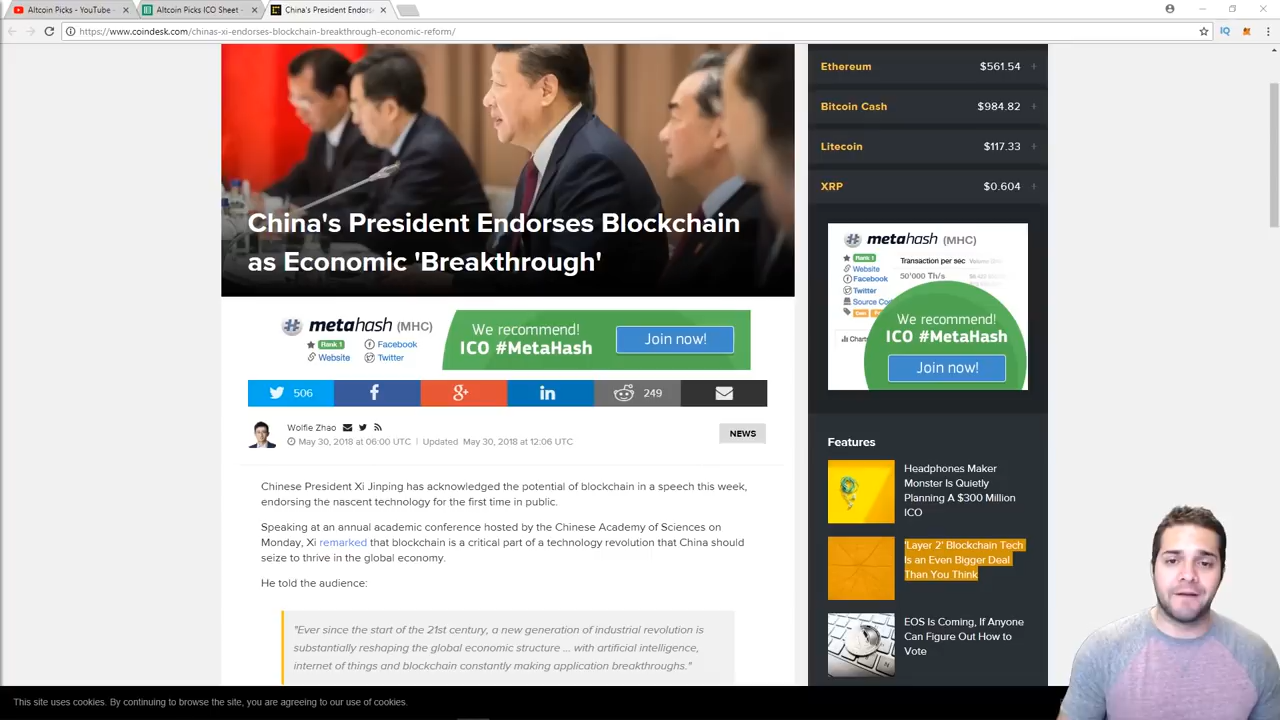 Altcoin Picks - YouTube
Altcoin Picks ICO Sheet -
China's President Endors
https://www.coindesk.com/chinas-xi-endorses-blockchain-breakthrough-economic-reform/
IQ
China's President Endorses Blockchain
as Economic 'Breakthrough'
metahash (MHC)
Rank 1
Facebook
Website
Twitter
We recommend!
ICO #MetaHash
Join now!
506
249
Wolfie Zhao
May 30, 2018 at 06:00 UTC | Updated May 30, 2018 at 12:06 UTC
NEWS
Chinese President Xi Jinping has acknowledged the potential of blockchain in a speech this week,
endorsing the nascent technology for the first time in public.
Speaking at an annual academic conference hosted by the Chinese Academy of Sciences on
Monday, Xi remarked that blockchain is a critical part of a technology revolution that China should
seize to thrive in the global economy.
He told the audience:
"Ever since the start of the 21st century, a new generation of industrial revolution is
substantially reshaping the global economic structure ... with artificial intelligence,
internet of things and blockchain constantly making application breakthroughs."
Ethereum $561.54
Bitcoin Cash $984.82
Litecoin $117.33
XRP $0.604
metahash (MHC)
Rank 1
Website
Facebook
Twitter
Source Co
Transaction per sec
50'000 Th/s
Chart
We recommend!
ICO #MetaHash
Join now!
Features
Headphones Maker
Monster Is Quietly
Planning A $300 Million
ICO
'Layer 2' Blockchain Tech
Is an Even Bigger Deal
Than You Think
EOS Is Coming, If Anyone
Can Figure Out How to
Vote
This site uses cookies. By continuing to browse the site, you are agreeing to our use of cookies.